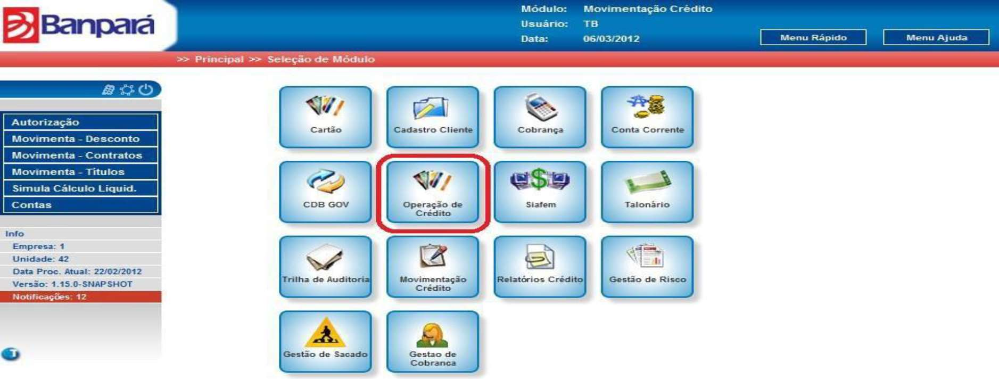 Banpará
Módulo: Movimentação Crédito
Usuário: TB
Data: 06/03/2012
Menu Rápido
Menu Ajuda
>> Principal >> Seleção de Módulo
Autorização
Movimenta - Desconto
Movimenta - Contratos
Movimenta - Títulos
Simula Cálculo Liquid.
Contas
Info
Empresa: 1
Unidade: 42
Data Proc. Atual: 22/02/2012
Versão: 1.15.0-SNAPSHOT
Notificações: 12
T
Cartão
Cadastro Cliente
Cobrança
Conta Corrente
CDB GOV
Operação de
Crédito
Siafem
Talonário
Trilha de Auditoria
Movimentação
Crédito
Relatórios Crédito
Gestão de Risco
Gestão de Sacado
Gestao de
Cobranca